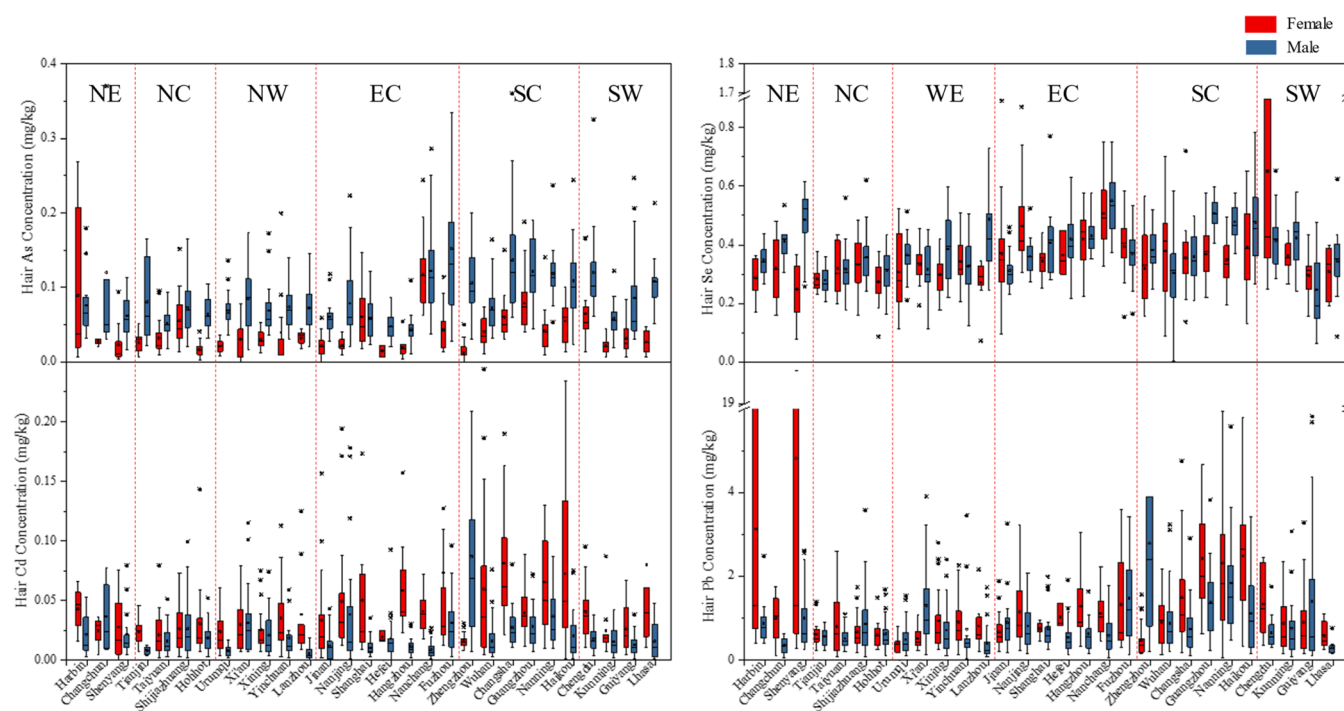 Female
Male
Hair As Concentration (mg/kg)
0.4
0.3
0.2
0.1
0.0
NE
NC
NW
EC
SC
SW
Hair Se Concentration (mg/kg)
1.8
1.7
0.8
0.6
0.4
0.2
0.0
NE
NC
WE
EC
SC
SW
Hair Cd Concentration (mg/kg)
0.20
0.15
0.10
0.05
0.00
Harbin
Changchun
Shenyang
Tianjin
Taiyuan
Shijiazhuang
Hohhot
Urumqi
Xi'an
Xining
Yinchuan
Lanzhou
Jinan
Nanjing
Shanghai
Hefei
Hangzhou
Nanchang
Fuzhou
Zhengzhou
Wuhan
Changsha
Guangzhou
Nanning
Haikou
Chengdu
Kunming
Guiyang
Lhasa
Hair Pb Concentration (mg/kg)
19
4
2
0
Harbin
Changchun
Shenyang
Tianjin
Taiyuan
Shijiazhuang
Hohhot
Urumqi
Xi'an
Xining
Yinchuan
Lanzhou
Jinan
Nanjing
Shanghai
Hefei
Hangzhou
Nanchang
Fuzhou
Zhengzhou
Wuhan
Changsha
Guangzhou
Nanning
Haikou
Chengdu
Kunming
Guiyang
Lhasa